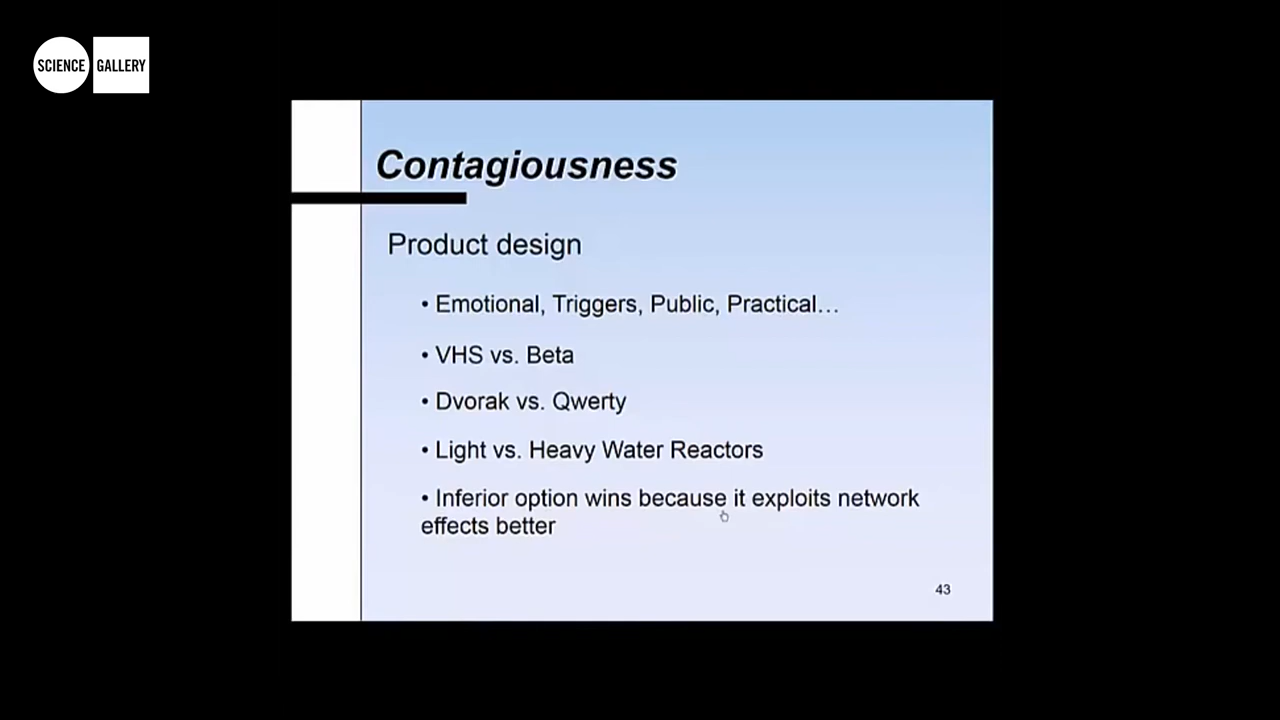 SCIENCE GALLERY
Contagiousness
Product design
• Emotional, Triggers, Public, Practical…
• VHS vs. Beta
• Dvorak vs. Qwerty
• Light vs. Heavy Water Reactors
• Inferior option wins because it exploits network
effects better
43